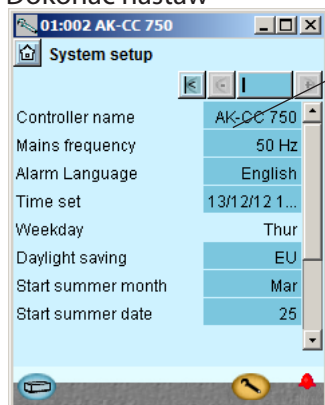 Dokonać nastaw
01:002 AK-CC 750
System setup
Controller name AK-CC 750
Mains frequency 50 Hz
Alarm Language English
Time set 13/12/12 1...
Weekday Thur
Daylight saving EU
Start summer month Mar
Start summer date 25